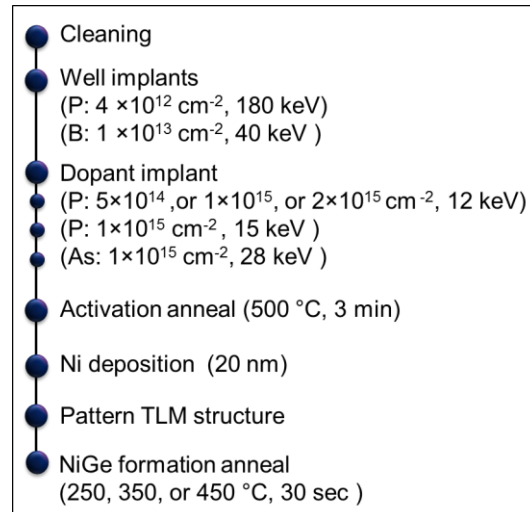 Cleaning
Well implants
(P: 4 ×10¹² cm⁻², 180 keV)
(B: 1 ×10¹³ cm⁻², 40 keV )
Dopant implant
(P: 5×10¹⁴ ,or 1×10¹⁵, or 2×10¹⁵ cm ⁻², 12 keV)
(P: 1×10¹⁵ cm⁻² , 15 keV )
(As: 1×10¹⁵ cm⁻², 28 keV )
Activation anneal (500 °C, 3 min)
Ni deposition (20 nm)
Pattern TLM structure
NiGe formation anneal
(250, 350, or 450 °C, 30 sec )